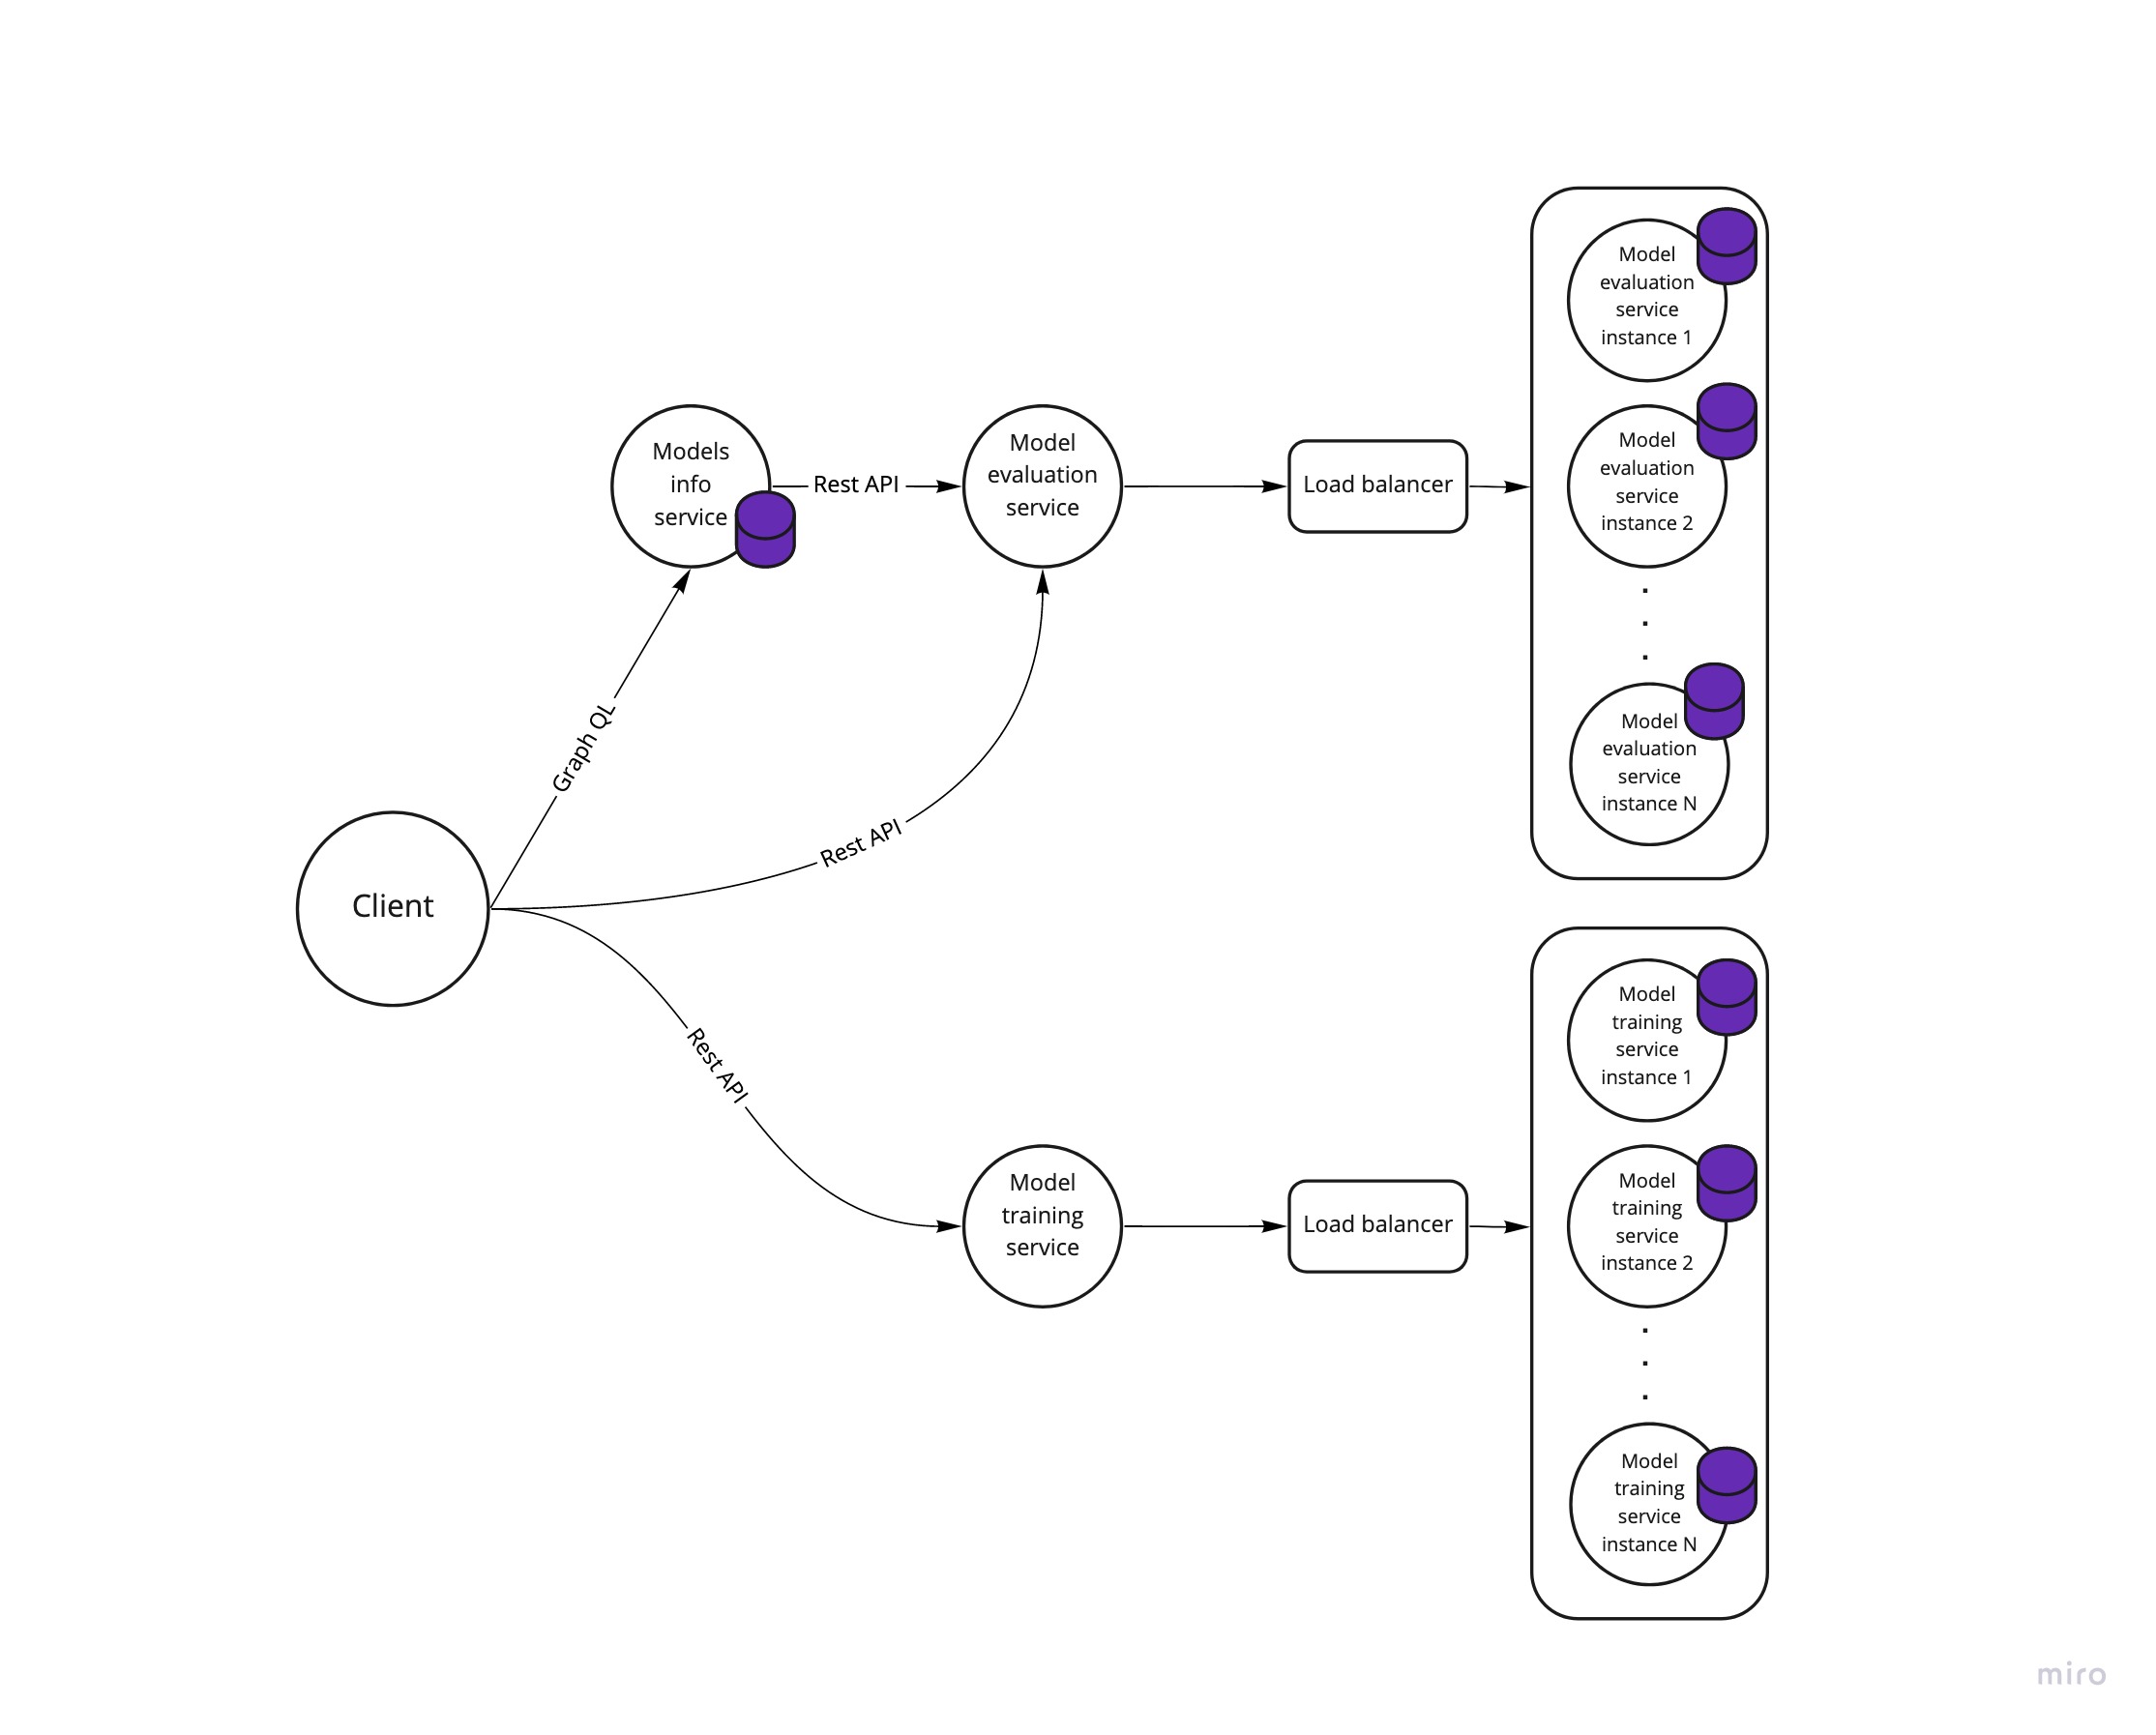 Model
evaluation
service
instance 1
Models
info
service
Rest API
Model
evaluation
service
Load balancer
Model
evaluation
service
instance 2
.
.
.
Graph QL
Model
evaluation
service
instance N
Rest API
Client
Model
training
service
instance 1
Rest API
Model
training
service
Load balancer
Model
training
service
instance 2
.
.
.
Model
training
service
instance N
miro